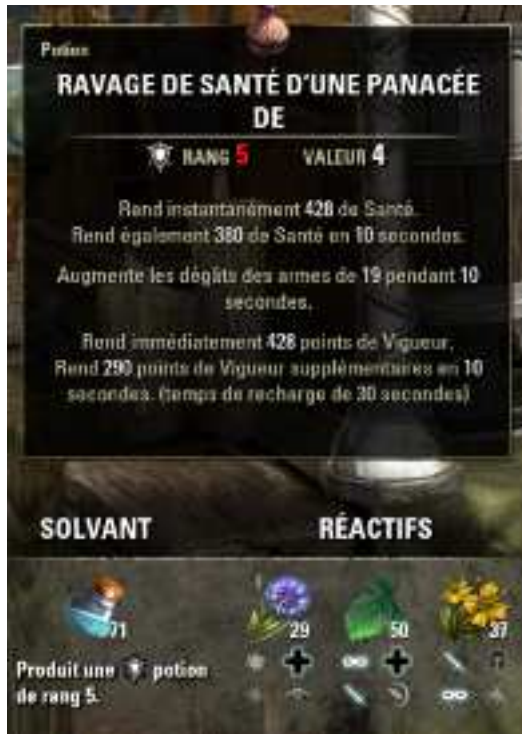 Potion
RAVAGE DE SANTÉ D'UNE PANACÉE
DE
RANG 5 VALEUR 4
Rend instantanément 428 de Santé.
Rend également 380 de Santé en 10 secondes.
Augmente les dégâts des armes de 19 pendant 10
secondes.
Rend immédiatement 428 points de Vigueur.
Rend 290 points de Vigueur supplémentaires en 10
secondes. (temps de recharge de 30 secondes)
SOLVANT RÉACTIFS
71 29 50 37
Produit une potion
de rang 5.